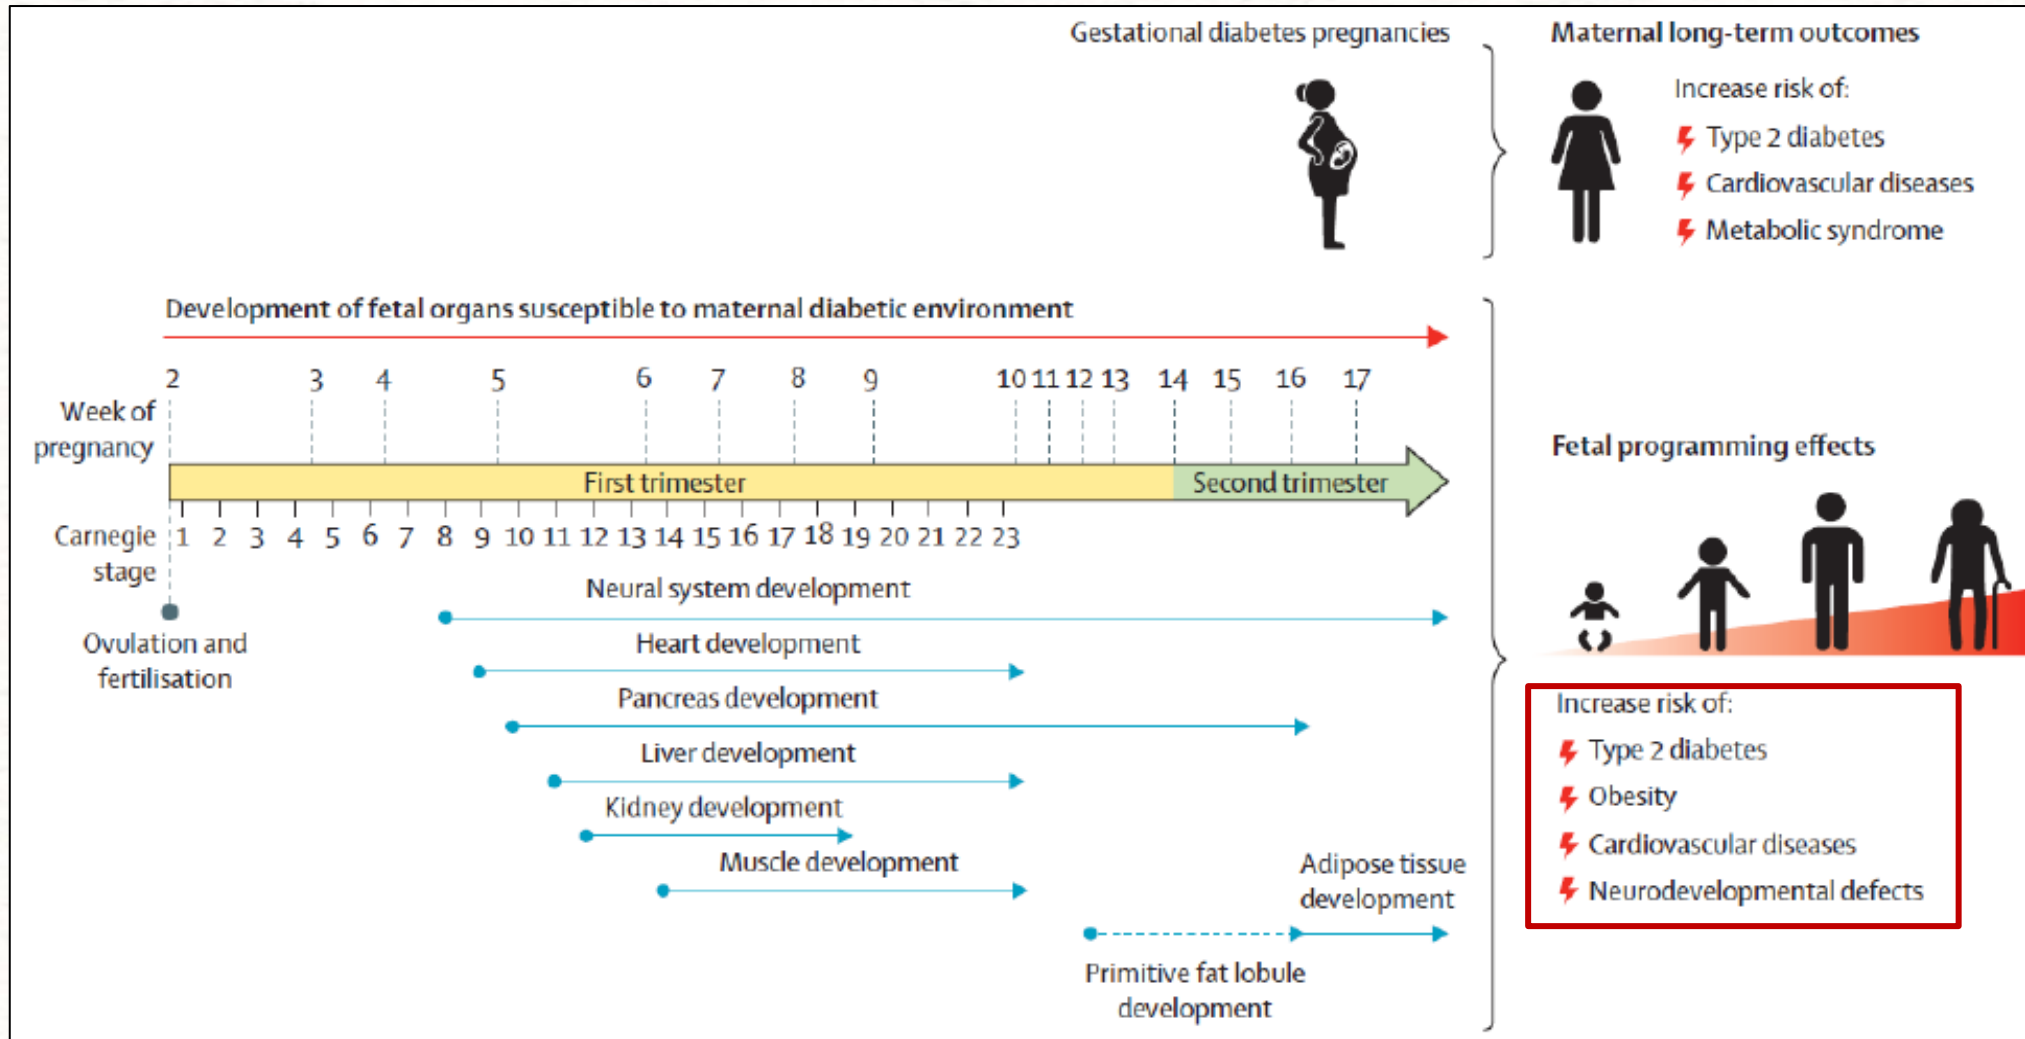 Gestational diabetes pregnancies
Maternal long-term outcomes
Increase risk of:
Type 2 diabetes
Cardiovascular diseases
Metabolic syndrome
Development of fetal organs susceptible to maternal diabetic environment
2 3 4 5 6 7 8 9 10 11 12 13 14 15 16 17
Week of
pregnancy
First trimester
Second trimester
Carnegie
stage
1 2 3 4 5 6 7 8 9 10 11 12 13 14 15 16 17 18 19 20 21 22 23
Ovulation and
fertilisation
Neural system development
Heart development
Pancreas development
Liver development
Kidney development
Muscle development
Adipose tissue
development
Primitive fat lobule
development
Fetal programming effects
Increase risk of:
Type 2 diabetes
Obesity
Cardiovascular diseases
Neurodevelopmental defects